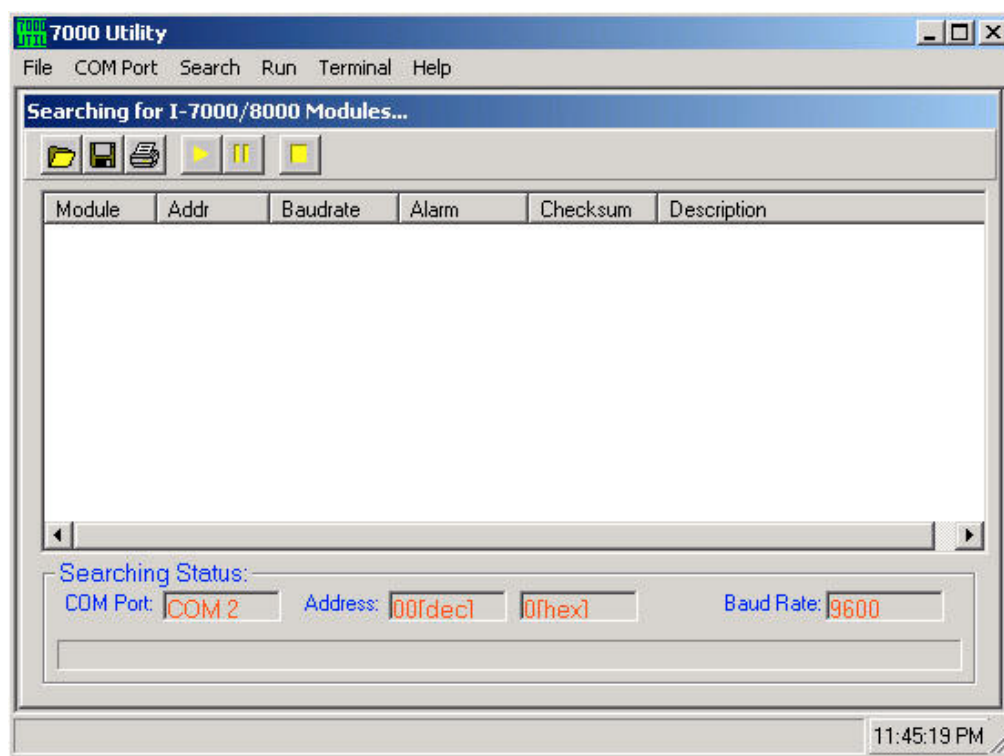 7000 UTIL 7000 Utility
File COM Port Search Run Terminal Help
Searching for I-7000/8000 Modules...
Module Addr Baudrate Alarm Checksum Description
Searching Status:
COM Port: COM 2 Address: 00[dec] 0[hex] Baud Rate: 9600
11:45:19 PM